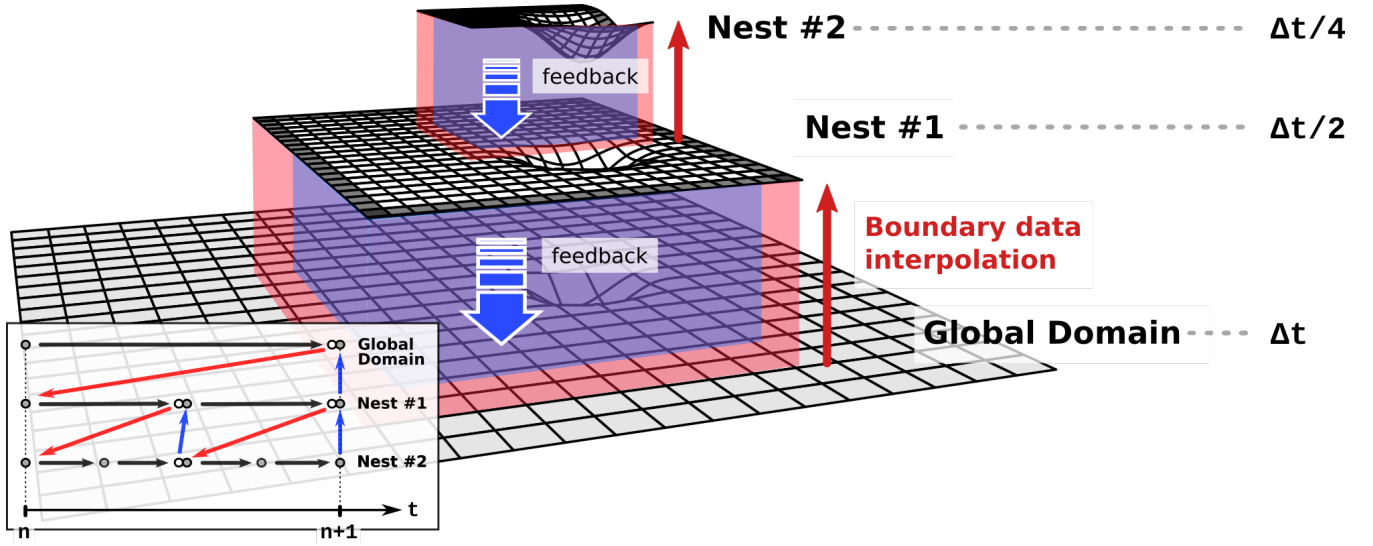 Nest #2
Δt/4
feedback
Nest #1
Δt/2
Boundary data
interpolation
feedback
Global Domain
Δt
Global
Domain
Nest #1
Nest #2
t
n
n+1